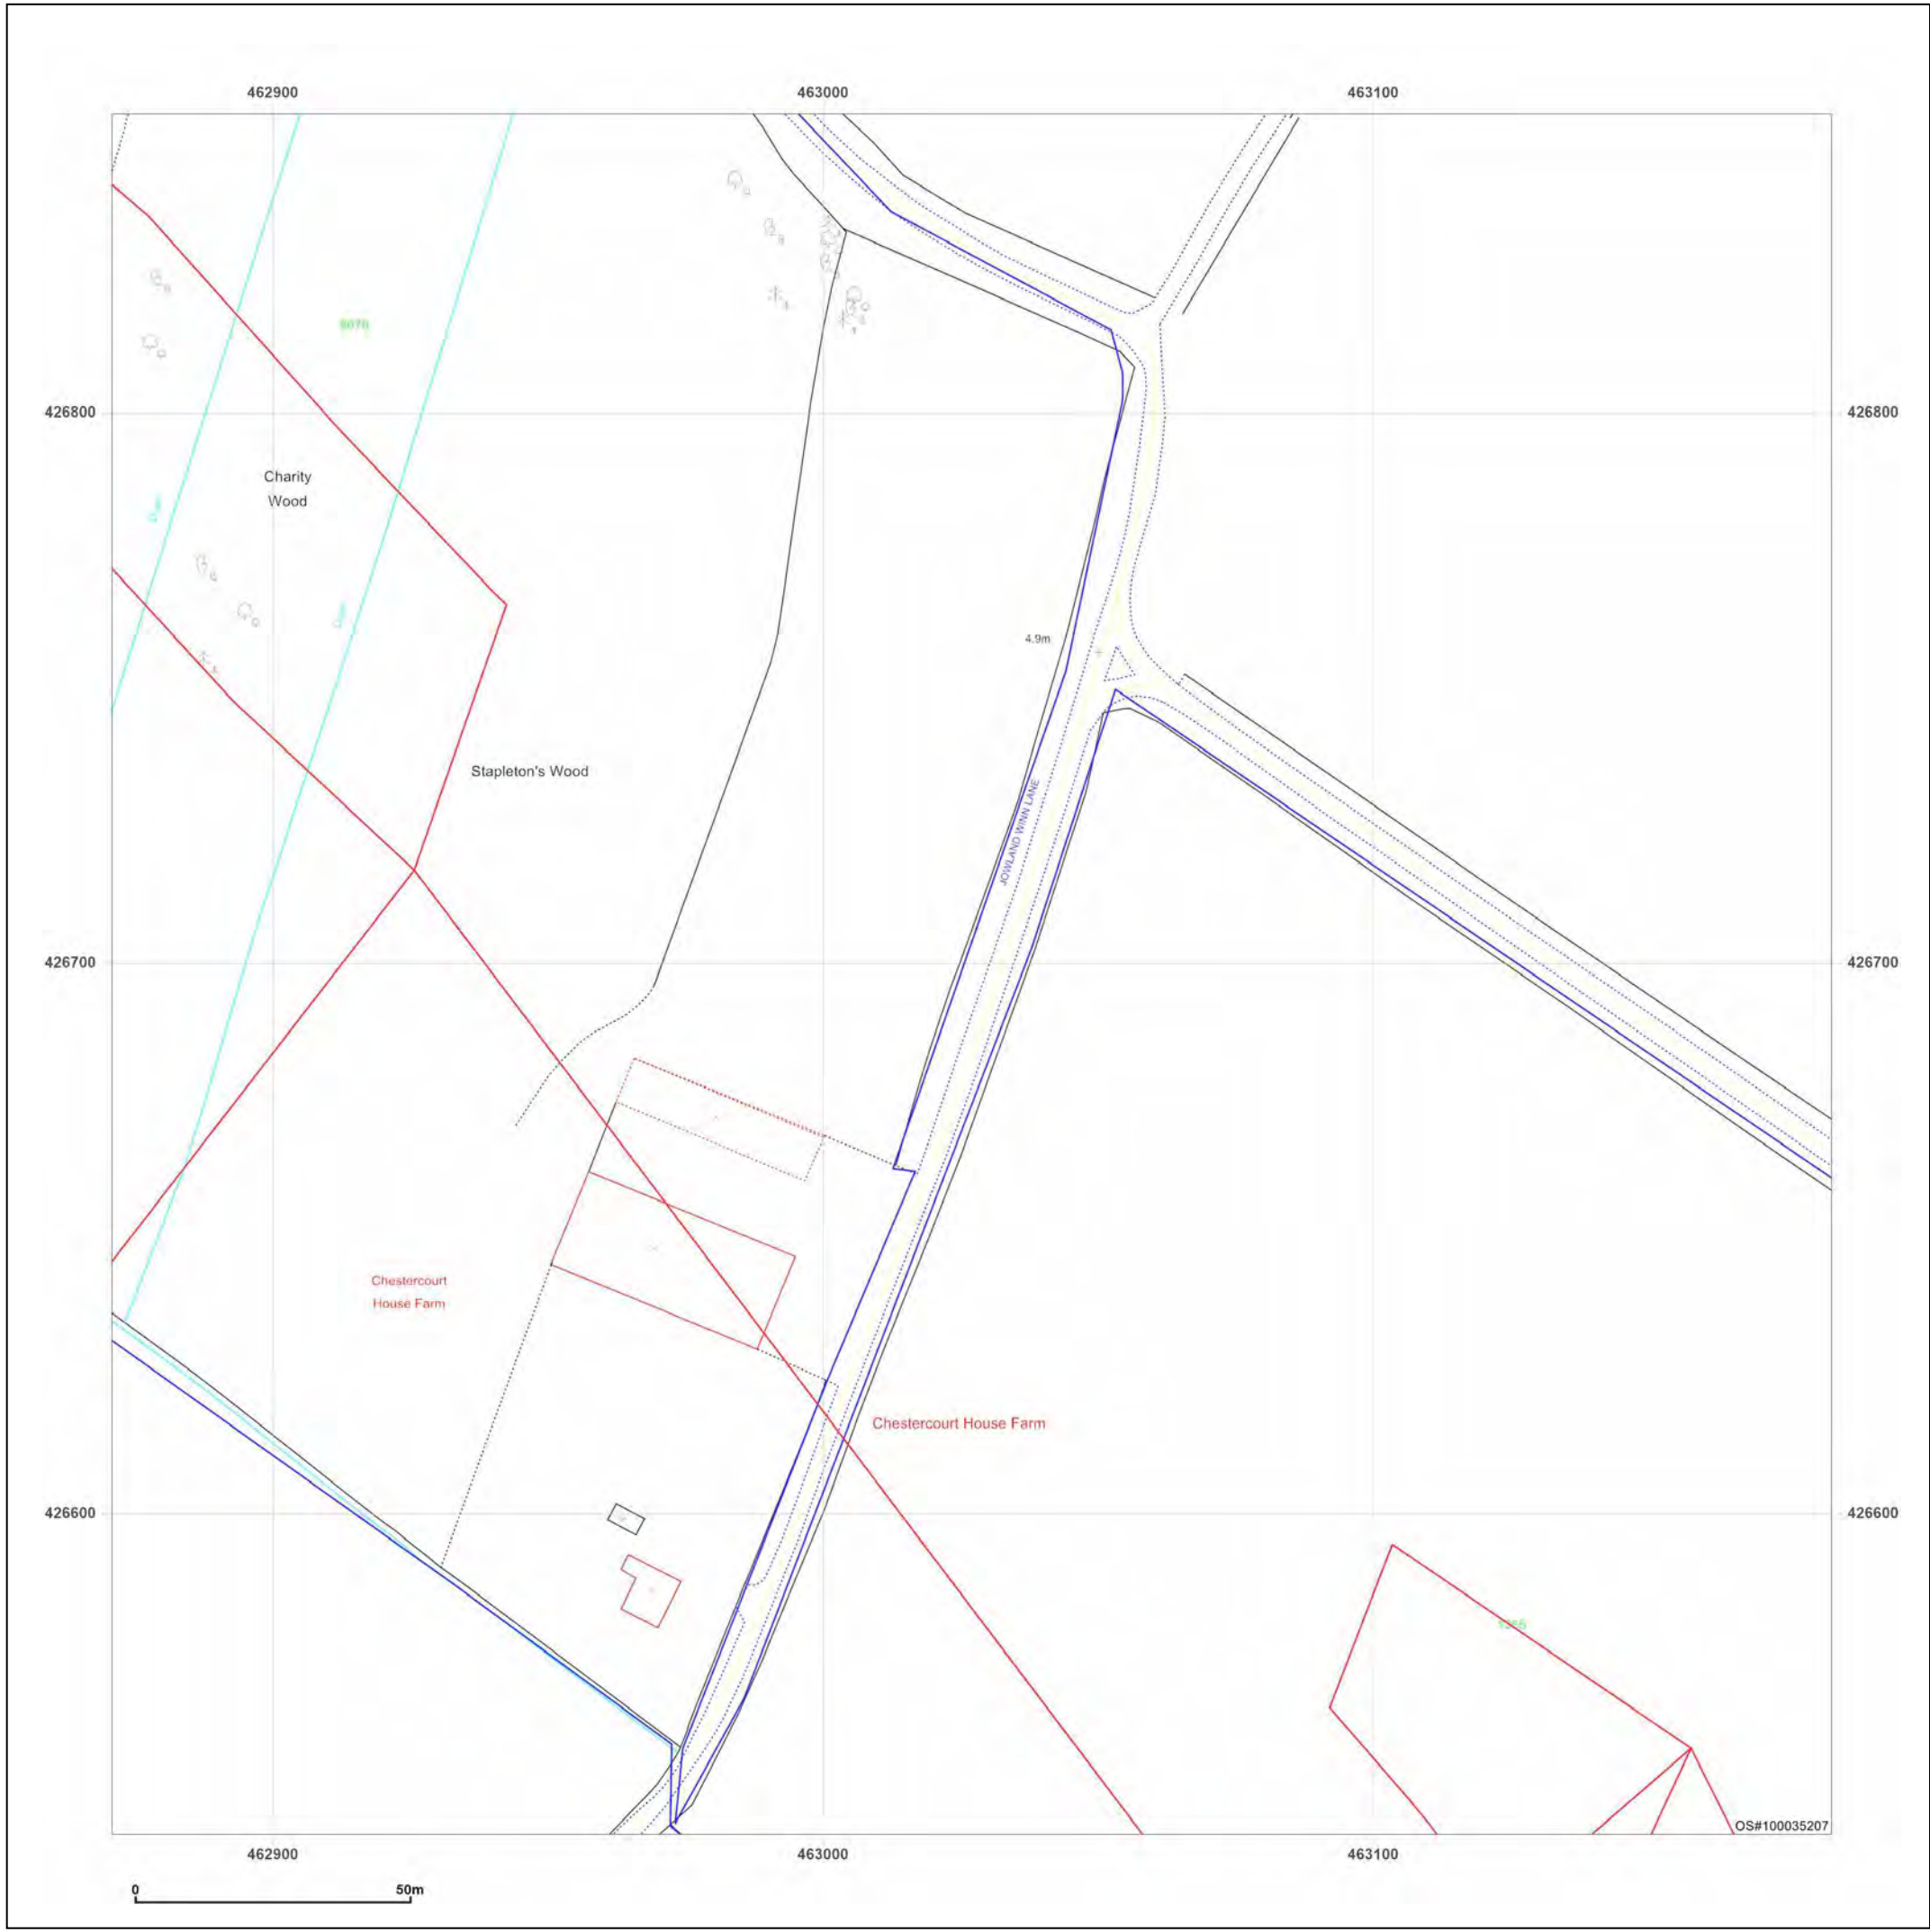 462900 463000 463100
426800 426800
Charity
Wood
4.9m
Stapleton's Wood
JOWLAND WINN LANE
426700 426700
Chestercourt
House Farm
Chestercourt House Farm
426600 426600
OS#100035207
462900 463000 463100
0 50m